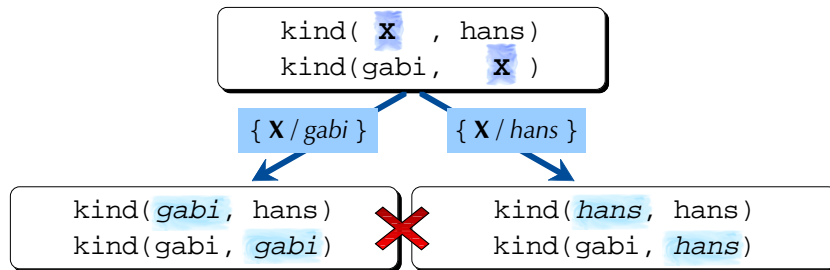 kind( X , hans)
kind(gabi, X )
{ X / gabi }
{ X / hans }
kind(gabi, hans)
kind(gabi, gabi)
kind(hans, hans)
kind(gabi, hans)